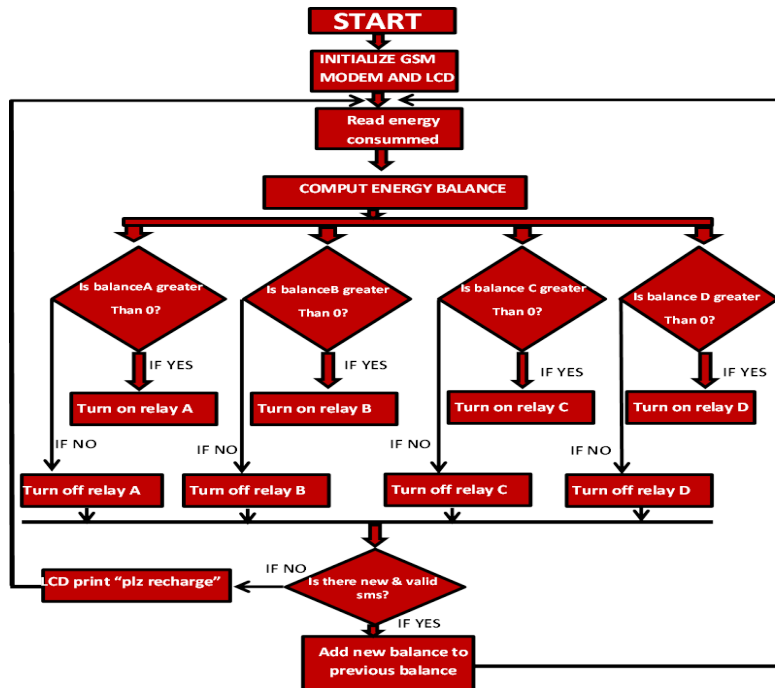 START
INITIALIZE GSM
MODEM AND LCD
Read energy
consummed
COMPUT ENERGY BALANCE
Is balanceA greater
Than 0?
Is balanceB greater
Than 0?
Is balance C greater
Than 0?
Is balance D greater
Than 0?
IF YES
IF YES
IF YES
IF YES
Turn on relay A
Turn on relay B
Turn on relay C
Turn on relay D
IF NO
IF NO
IF NO
IF NO
Turn off relay A
Turn off relay B
Turn off relay C
Turn off relay D
LCD print “plz recharge”
IF NO
Is there new & valid
sms?
IF YES
Add new balance to
previous balance